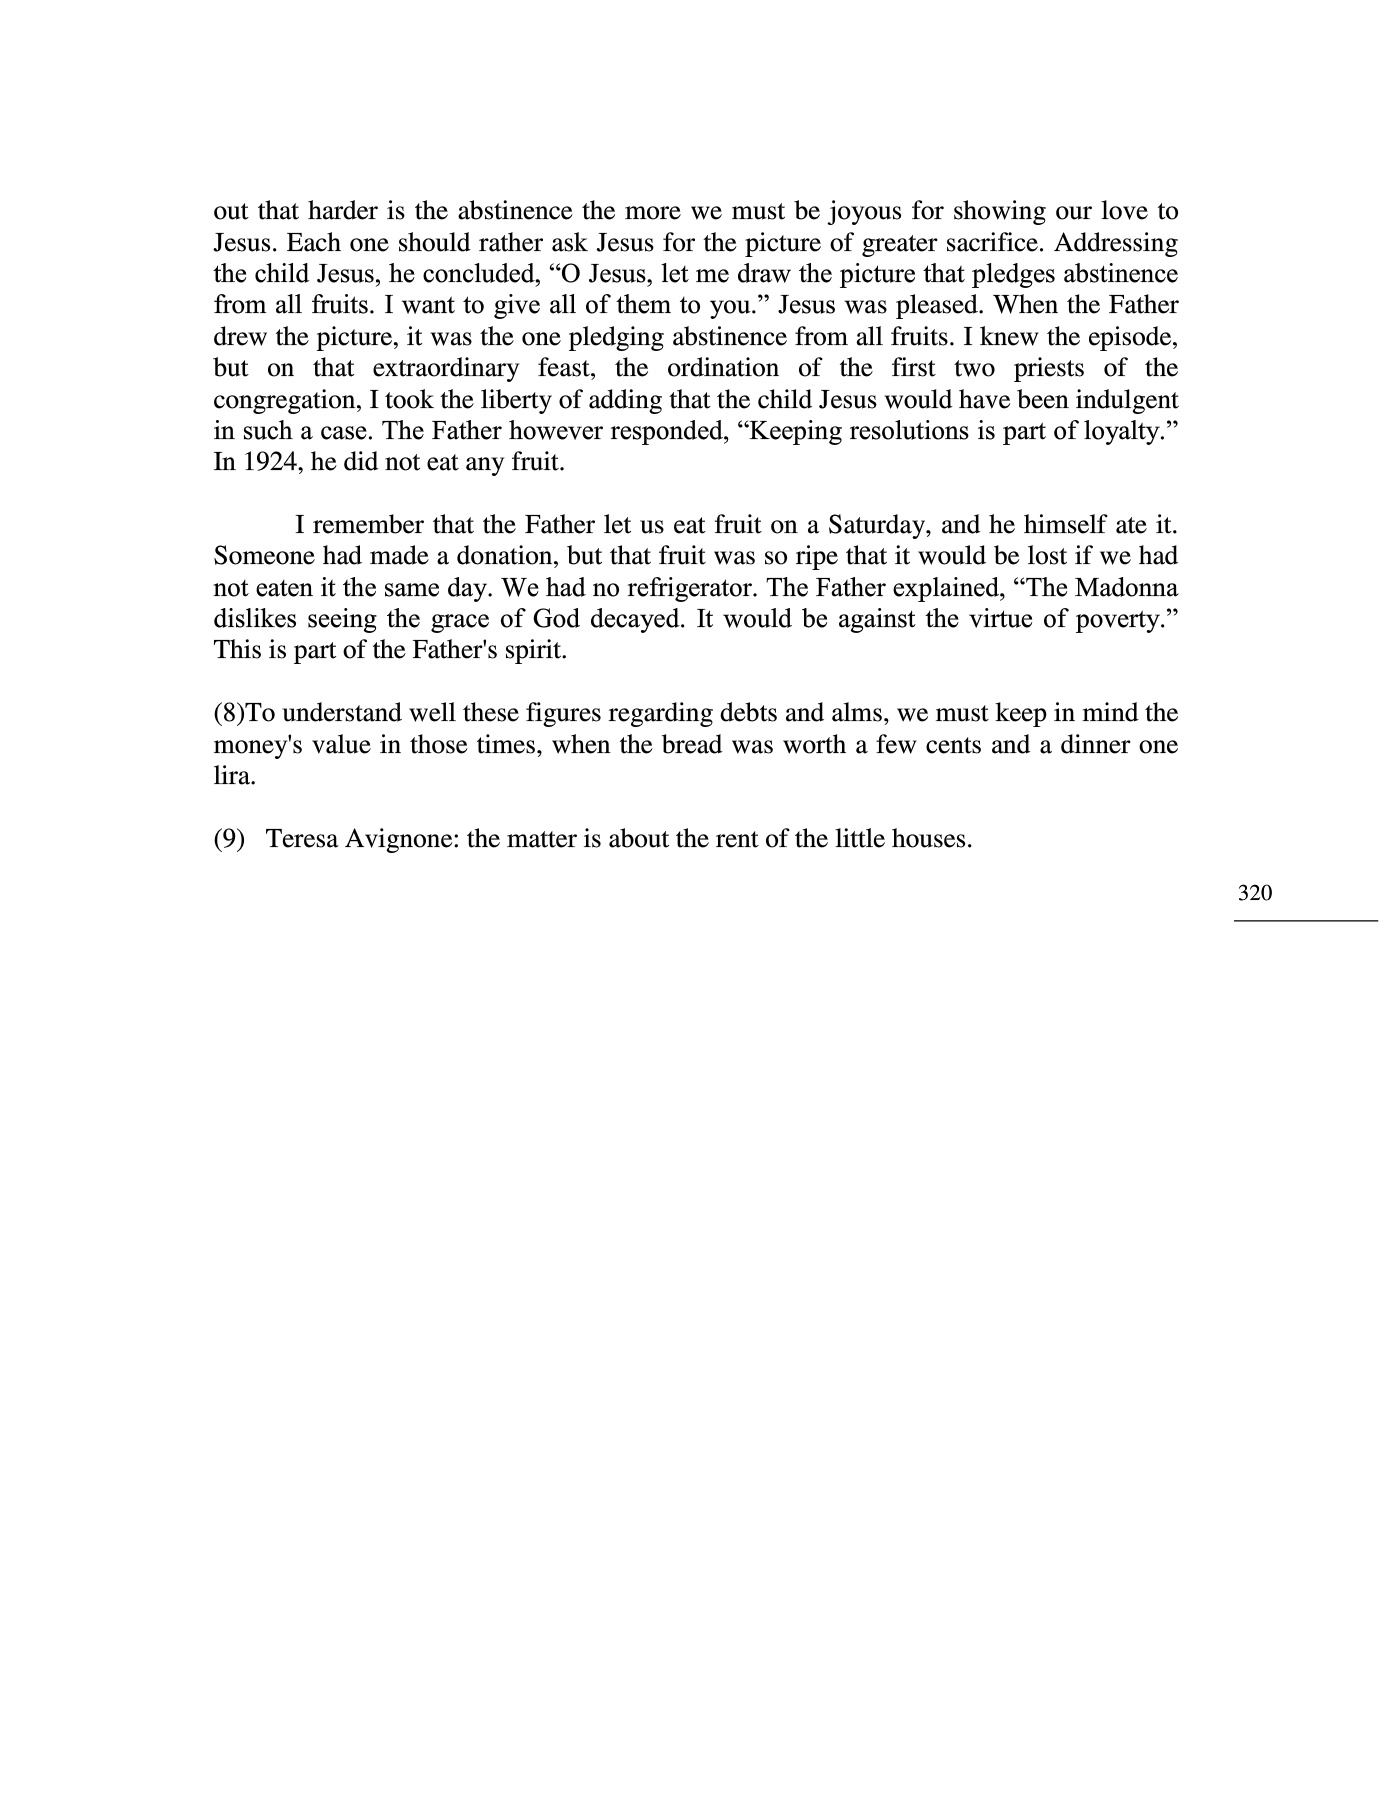 out that harder is the abstinence the more we must be joyous for showing our love to
Jesus. Each one should rather ask Jesus for the picture of greater sacrifice. Addressing
the child Jesus, he concluded, “O Jesus, let me draw the picture that pledges abstinence
from all fruits. I want to give all of them to you.” Jesus was pleased. When the Father
drew the picture, it was the one pledging abstinence from all fruits. I knew the episode,
but on that extraordinary feast, the ordination of the first two priests of the
congregation, I took the liberty of adding that the child Jesus would have been indulgent
in such a case. The Father however responded, “Keeping resolutions is part of loyalty.”
In 1924, he did not eat any fruit.
I remember that the Father let us eat fruit on a Saturday, and he himself ate it.
Someone had made a donation, but that fruit was so ripe that it would be lost if we had
not eaten it the same day. We had no refrigerator. The Father explained, “The Madonna
dislikes seeing the grace of God decayed. It would be against the virtue of poverty.”
This is part of the Father's spirit.
(8)To understand well these figures regarding debts and alms, we must keep in mind the
money's value in those times, when the bread was worth a few cents and a dinner one
lira.
(9) Teresa Avignone: the matter is about the rent of the little houses.
320